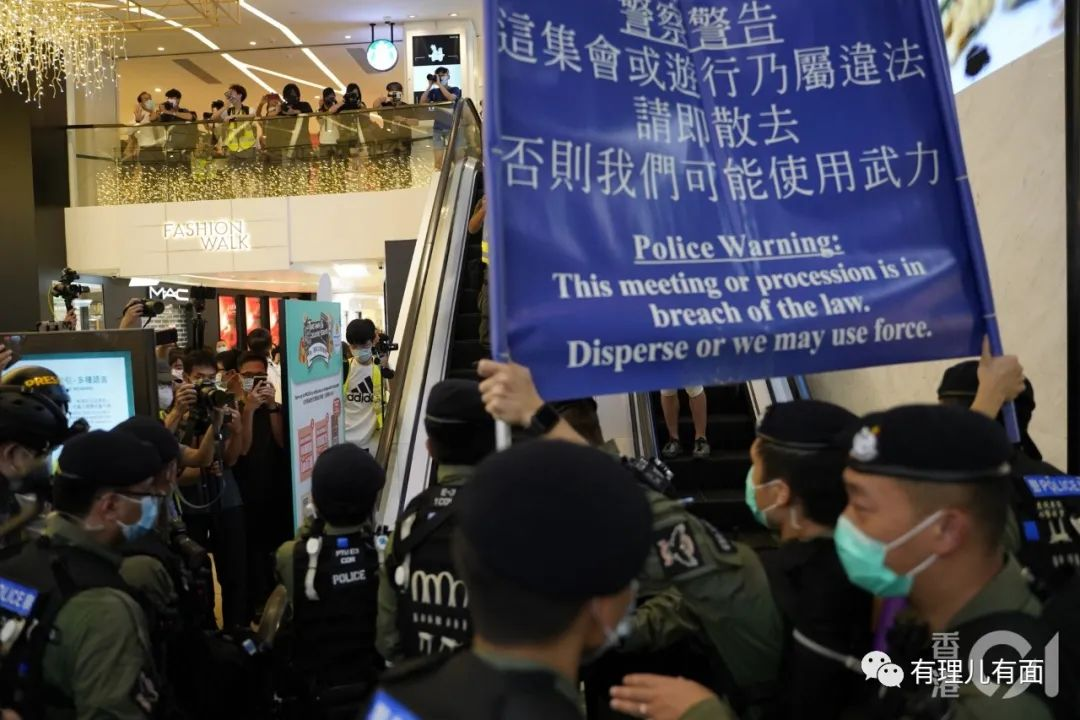 警察警告
這集會或遊行乃屬違法
請即散去
否則我們可能使用武力
Police Warning:
This meeting or procession is in
breach of the law.
Disperse or we may use force.
FASHION
WALK
MAC
adidas
PRESS
POLICE
POLICE
香港01
有理儿有面